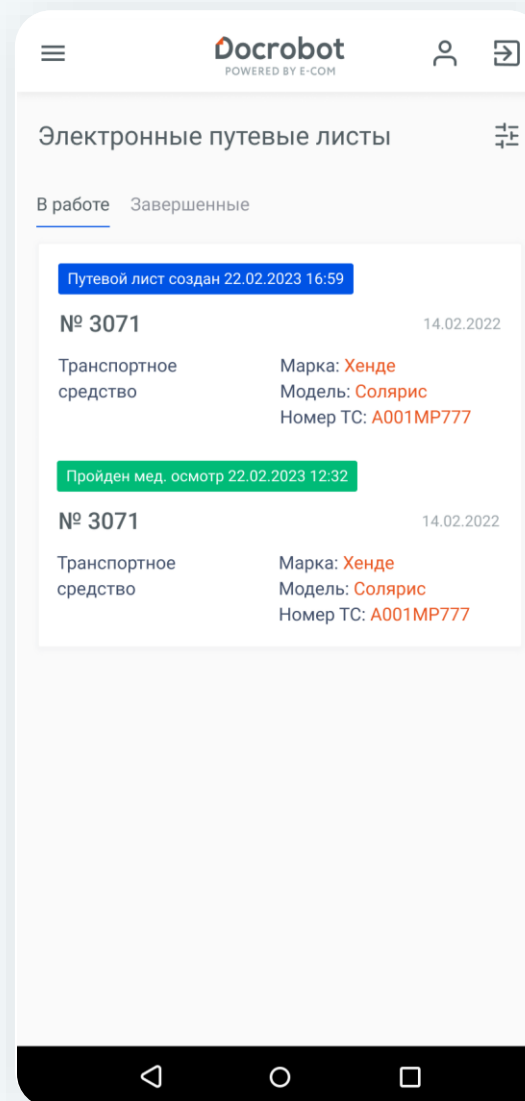 Docrobot
POWERED BY E-COM
Электронные путевые листы
В работе Завершенные
Путевой лист создан 22.02.2023 16:59
№ 3071 14.02.2022
Транспортное
средство
Марка: Хенде
Модель: Солярис
Номер ТС: А001МР777
Пройден мед. осмотр 22.02.2023 12:32
№ 3071 14.02.2022
Транспортное
средство
Марка: Хенде
Модель: Солярис
Номер ТС: А001МР777